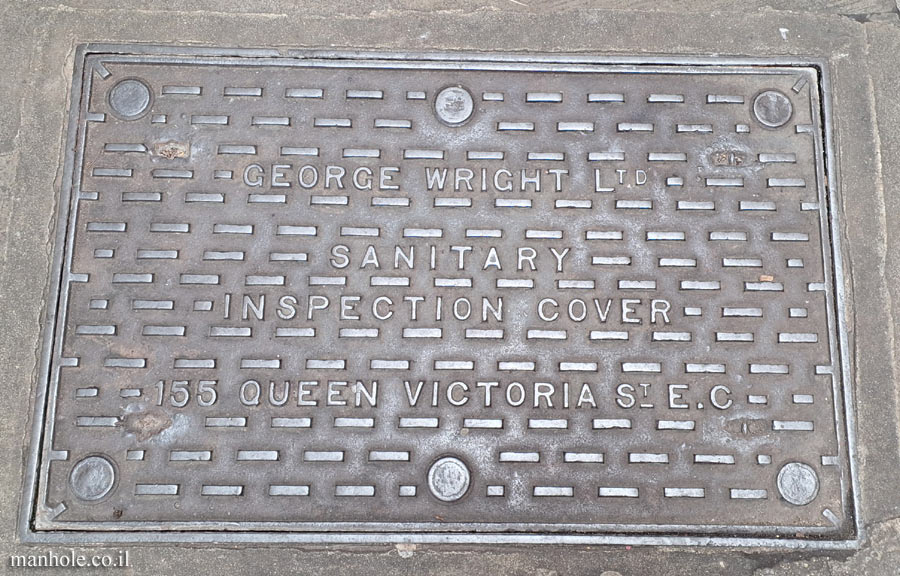 GEORGE WRIGHT LTD
SANITARY
INSPECTION COVER
155 QUEEN VICTORIA ST E.C
manhole.co.il